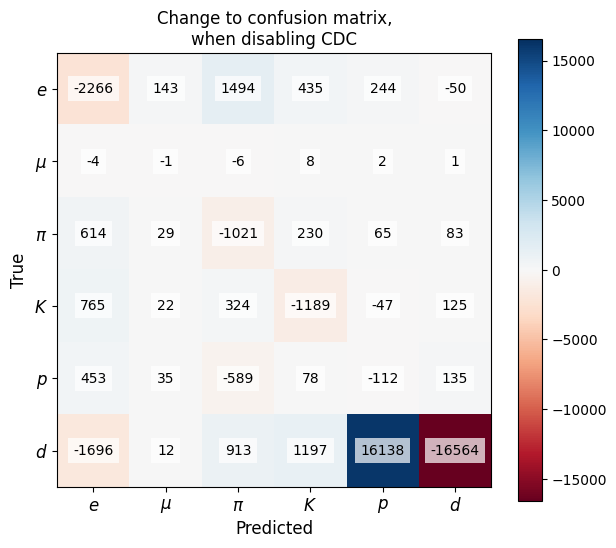 Change to confusion matrix,
when disabling CDC
e -2266 143 1494 435 244 -50
μ -4 -1 -6 8 2 1
π 614 29 -1021 230 65 83
K 765 22 324 -1189 -47 125
p 453 35 -589 78 -112 135
d -1696 12 913 1197 16138 -16564
e μ π K p d
Predicted
True
15000
10000
5000
0
−5000
−10000
−15000